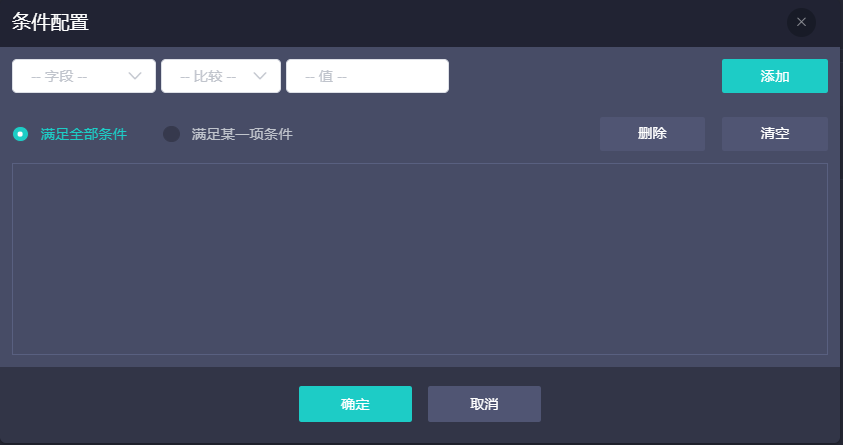 条件配置
-- 字段 -- -- 比较 -- -- 值 -- 添加
满足全部条件 满足某一项条件 删除 清空
确定 取消